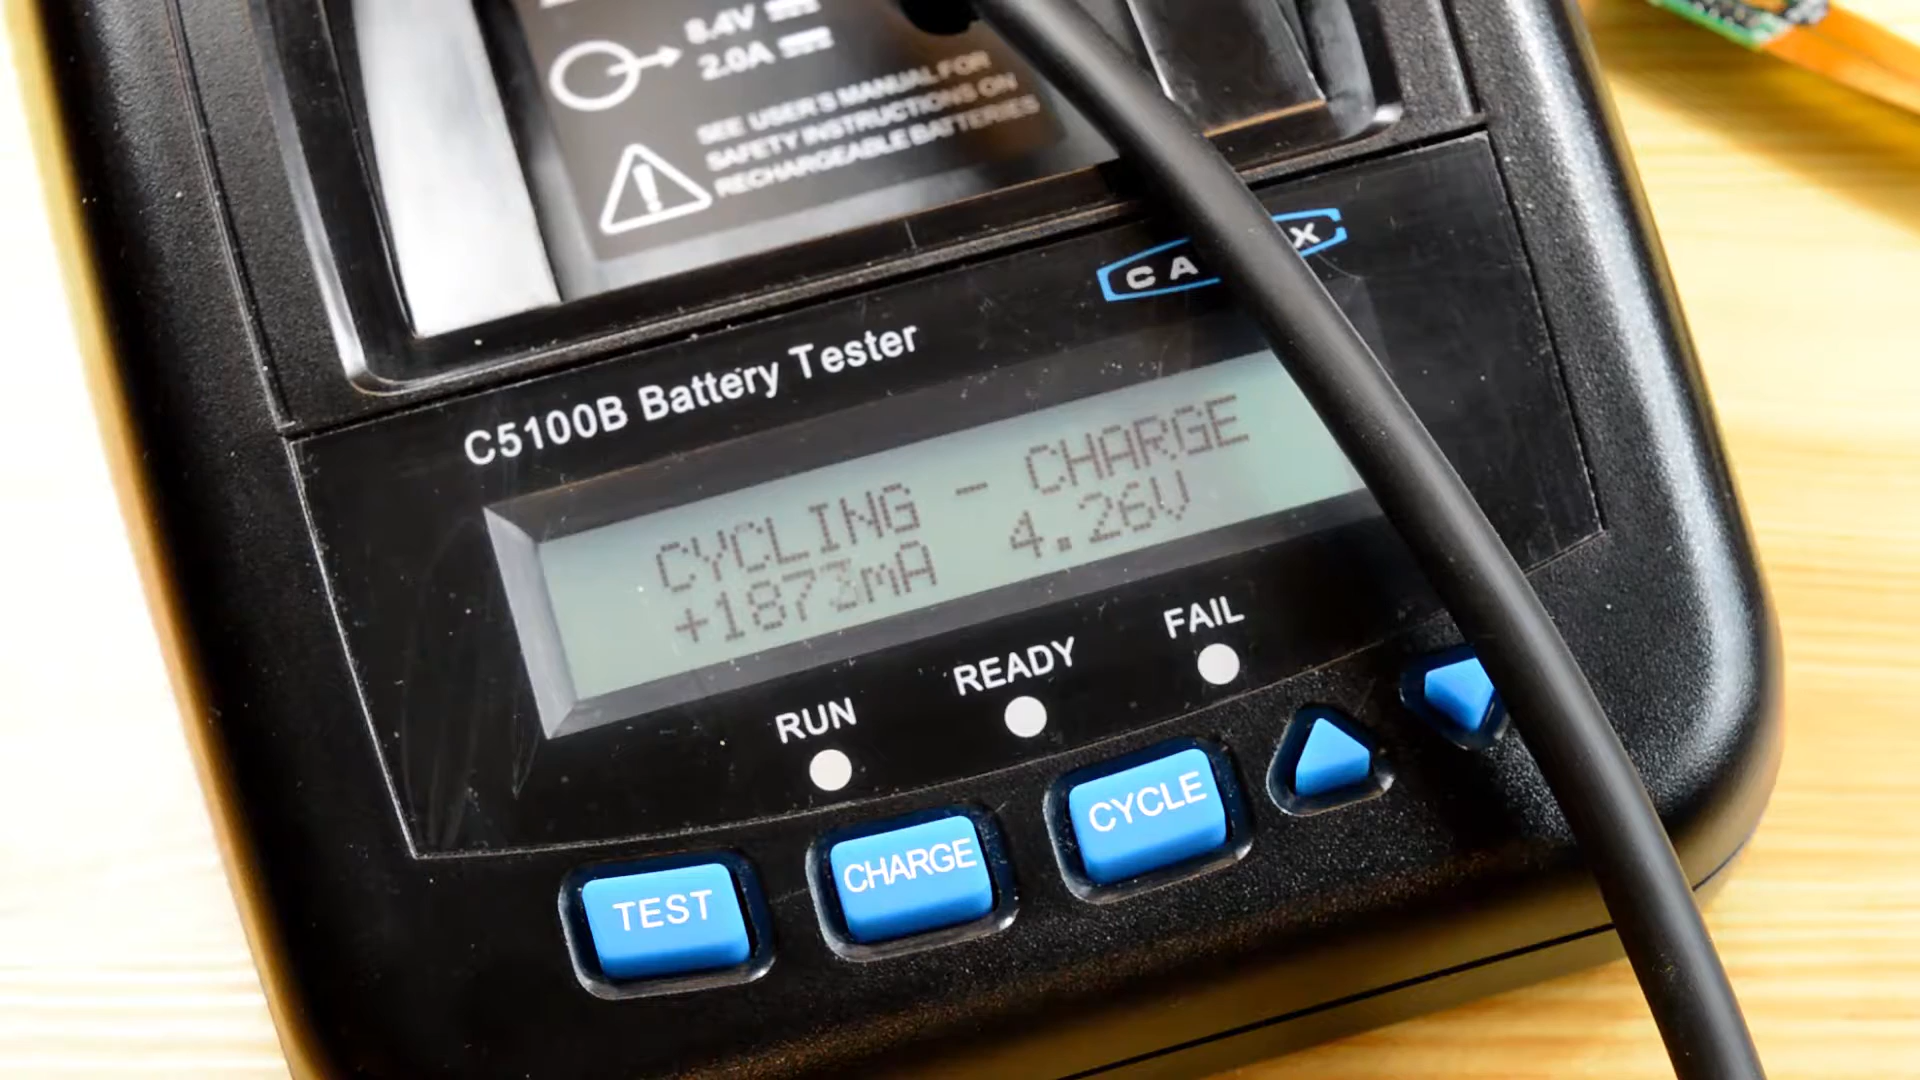 8.4V
2.0A
SEE USER'S MANUAL FOR
SAFETY INSTRUCTIONS ON
RECHARGEABLE BATTERIES
CA X
C5100B Battery Tester
CYCLING - CHARGE
4.26V
RUN
READY
FAIL
TEST
CHARGE
CYCLE